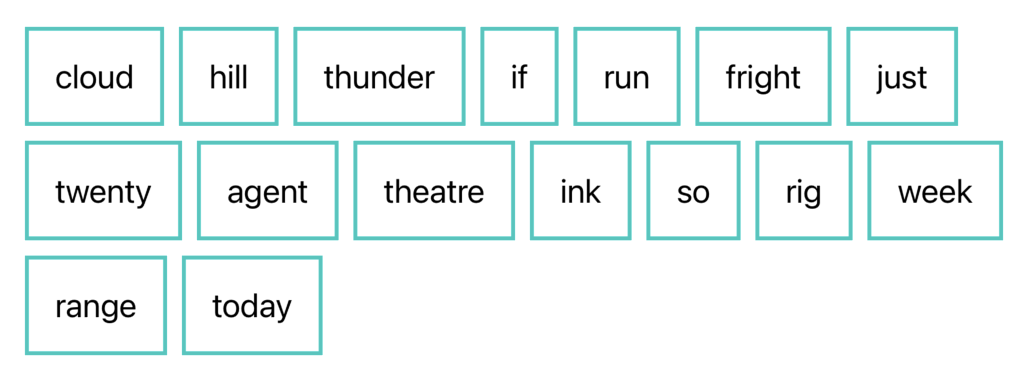 cloud hill thunder if run fright just
twenty agent theatre ink so rig week
range today